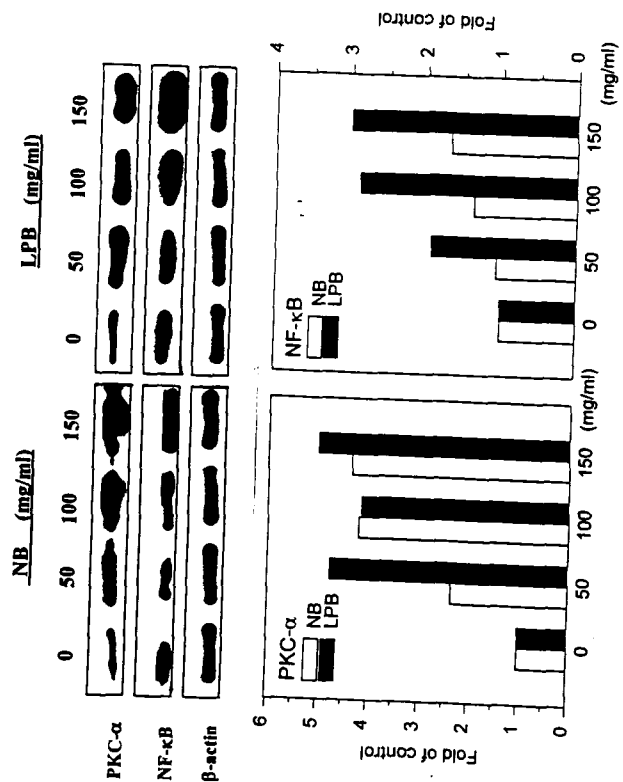 NB (mg/ml)
LPB (mg/ml)
0 50 100 150
0 50 100 150
PKC-α
NF-κB
β-actin
PKC-α
NB
LPB
Fold of control
6
5
4
3
2
1
0
0 50 100 150 (mg/ml)
NF-κB
NB
LPB
Fold of control
4
3
2
1
0
0 50 100 150 (mg/ml)